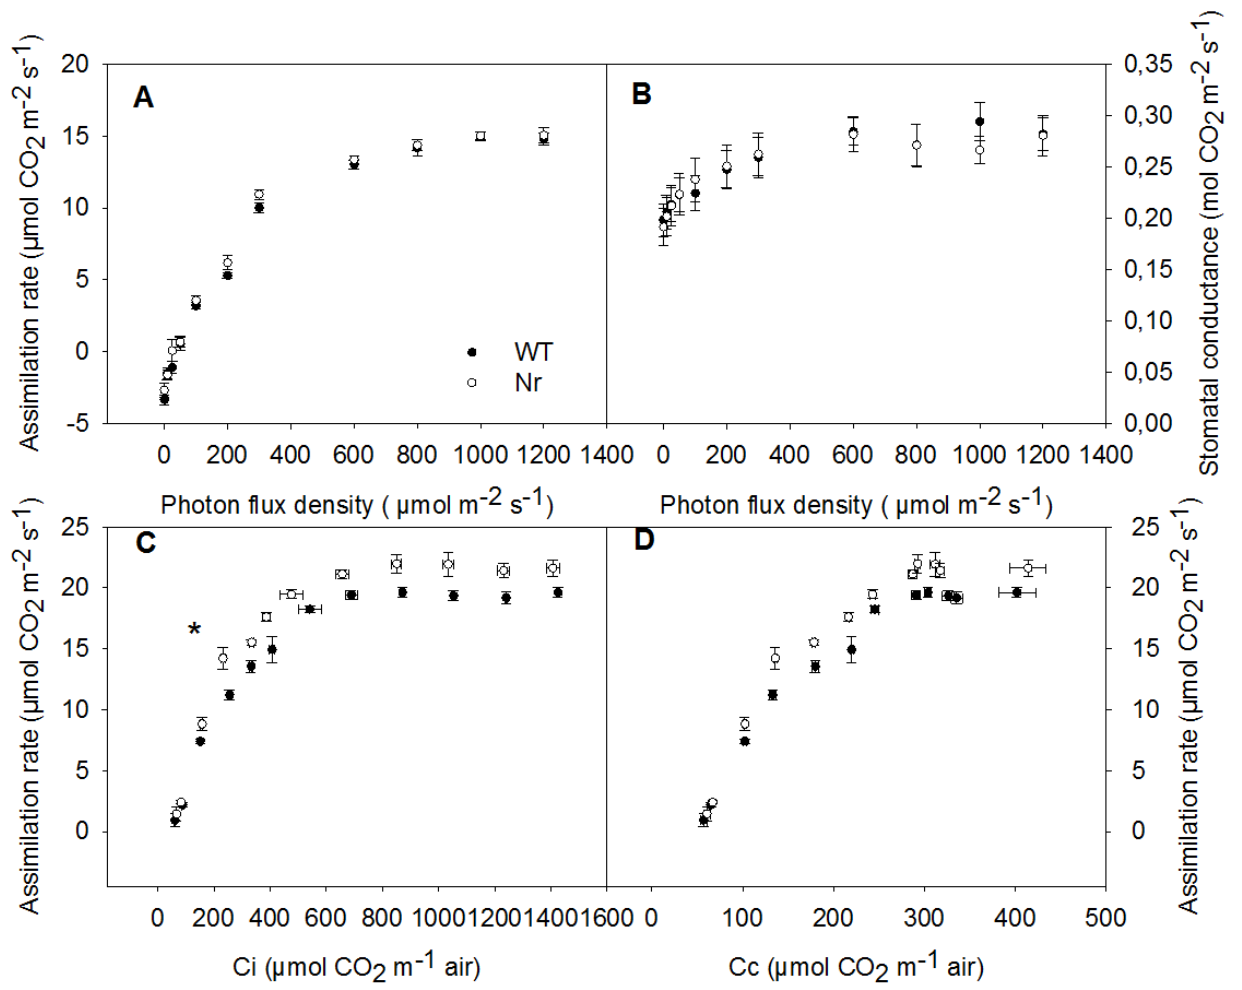 A
B
Assimilation rate (µmol CO2 m-2 s-1)
20
15
10
5
0
-5
WT
Nr
0,35
0,30
0,25
0,20
0,15
0,10
0,05
0,00
Stomatal conductance (mol CO2 m-2 s-1)
0 200 400 600 800 1000 1200 1400
0 200 400 600 800 1000 1200 1400
Photon flux density ( µmol m-2 s-1)
Photon flux density ( µmol m-2 s-1)
C
D
Assimilation rate (µmol CO2 m-2 s-1)
25
20
15
10
5
0
*
25
20
15
10
5
0
Assimilation rate (µmol CO2 m-2 s-1)
0 200 400 600 800 1000 1200 1400 1600
0 100 200 300 400 500
Ci (µmol CO2 m-1 air)
Cc (µmol CO2 m-1 air)